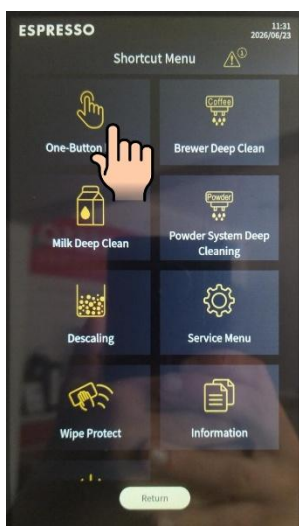 ESPRESSO
11:31
2026/06/23
Shortcut Menu
One-Button
Coffee
Brewer Deep Clean
Milk Deep Clean
Powder
Powder System Deep
Cleaning
Descaling
Service Menu
Wipe Protect
Information
Return